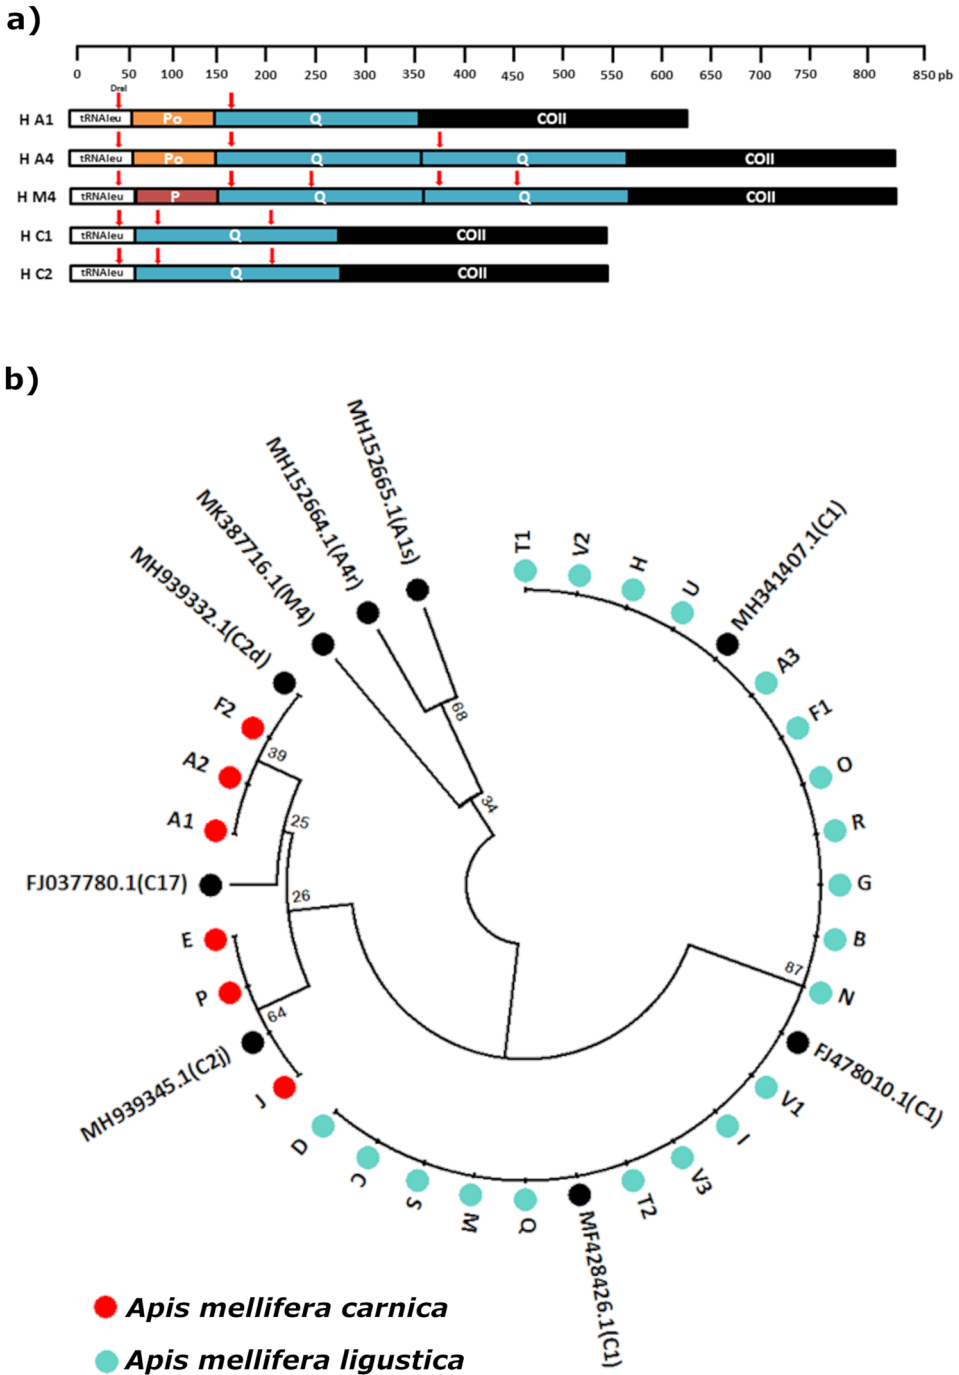 a)
0 50 100 150 200 250 300 350 400 450 500 550 600 650 700 750 800 850 pb
DraI
H A1 tRNAleu Po Q COII
H A4 tRNAleu Po Q Q COII
H M4 tRNAleu P Q Q COII
H C1 tRNAleu Q COII
H C2 tRNAleu Q COII
b)
T1
V2
H
U
MH341407.1(C1)
A3
F1
O
R
G
B
N
FJ478010.1(C1)
V1
I
V3
T2
MF428426.1(C1)
Q
M
S
C
D
J
MH939345.1(C2j)
P
E
FJ037780.1(C17)
A1
A2
F2
MH939332.1(C2d)
MK387716.1(M4)
MH152664.1(A4r)
MH152665.1(A1s)
68
34
39
25
26
64
87
Apis mellifera carnica
Apis mellifera ligustica